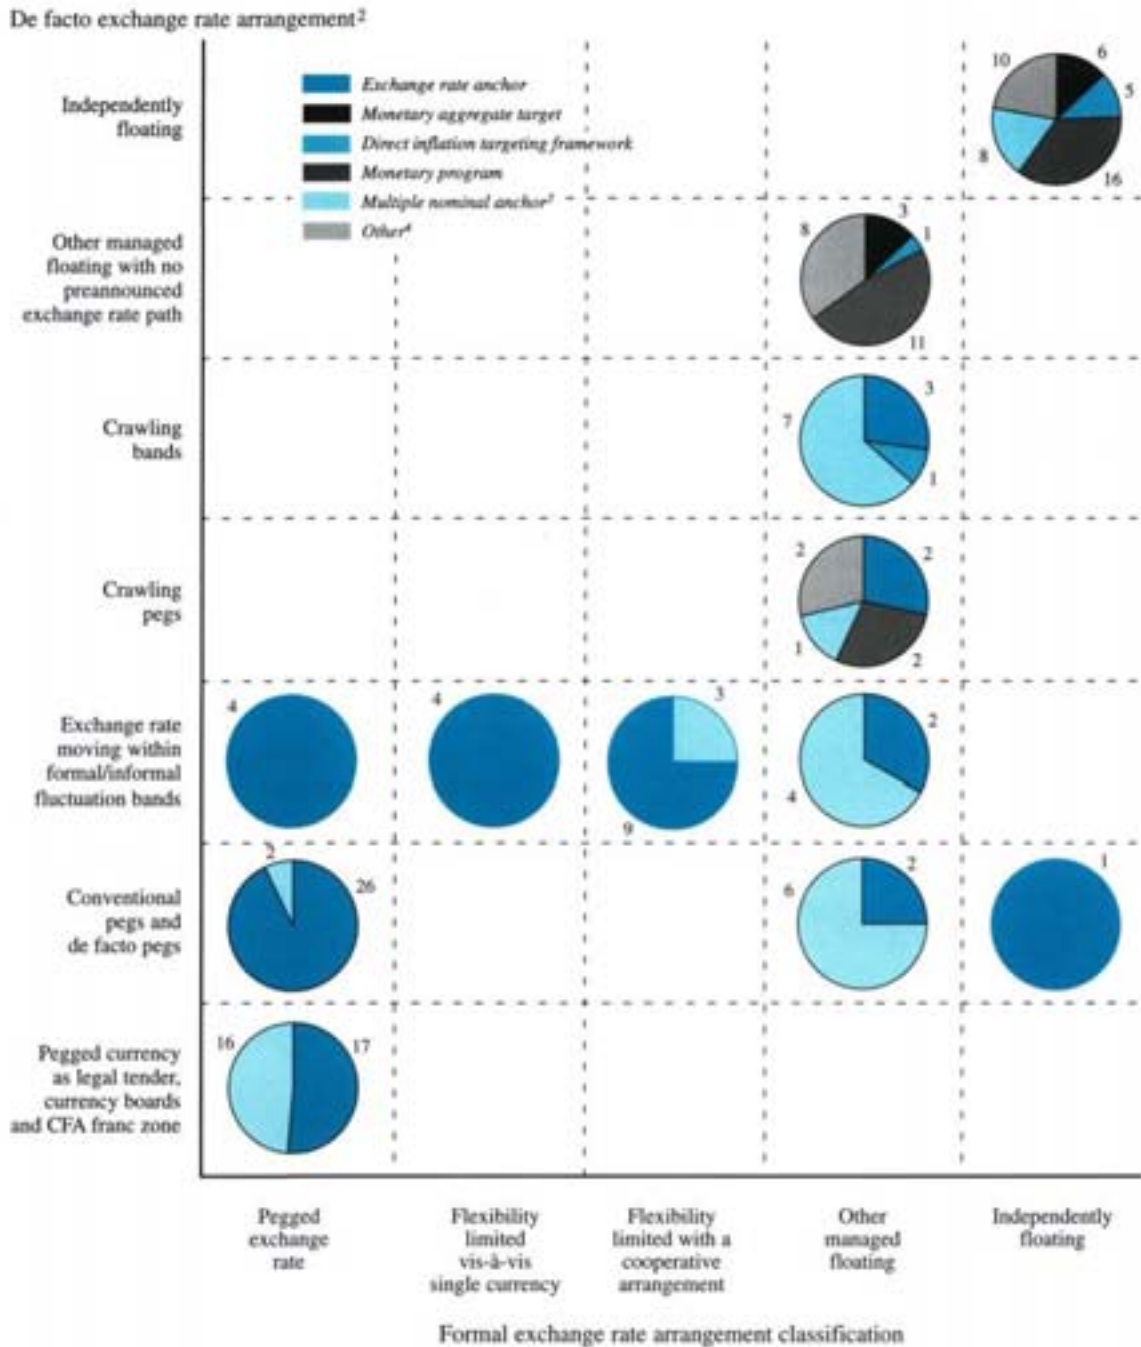 De facto exchange rate arrangement2
Exchange rate anchor
Monetary aggregate target
Direct inflation targeting framework
Monetary program
Multiple nominal anchor7
Other8
Independently
floating
10
6
5
8
16
Other managed
floating with no
preannounced
exchange rate path
8
3
1
11
Crawling
bands
7
3
1
Crawling
pegs
2
2
1
2
Exchange rate
moving within
formal/informal
fluctuation bands
4
4
3
9
2
4
Conventional
pegs and
de facto pegs
2
26
6
2
1
Pegged currency
as legal tender,
currency boards
and CFA franc zone
16
17
Pegged
exchange
rate
Flexibility
limited
vis-à-vis
single currency
Flexibility
limited with a
cooperative
arrangement
Other
managed
floating
Independently
floating
Formal exchange rate arrangement classification